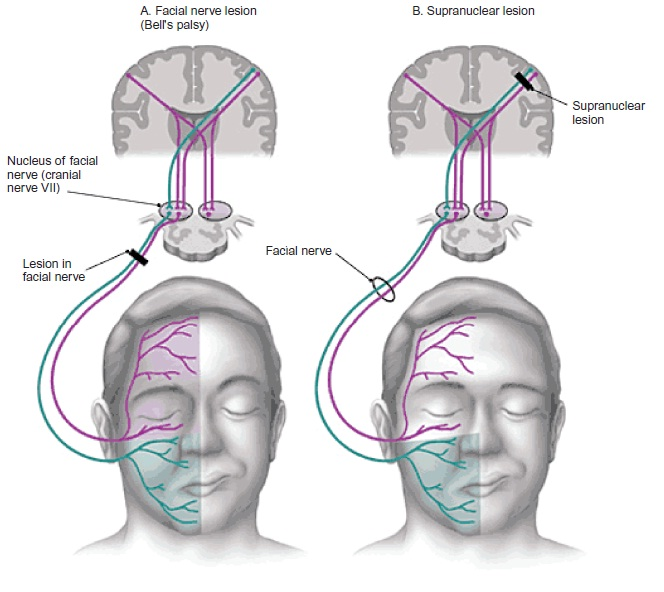 A. Facial nerve lesion
(Bell's palsy)
B. Supranuclear lesion
Supranuclear
lesion
Nucleus of facial
nerve (cranial
nerve VII)
Lesion in
facial nerve
Facial nerve